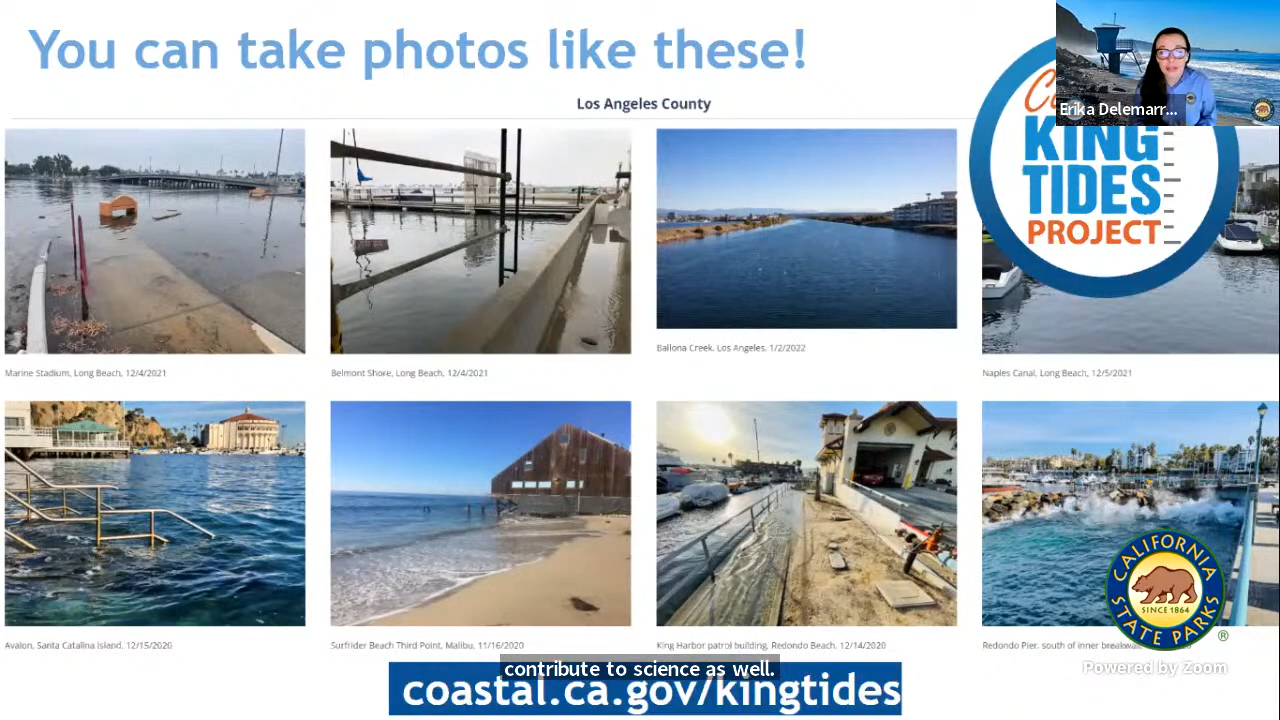 You can take photos like these!
Los Angeles County
Erika Delemarr...
KING
TIDES
PROJECT
Marine Stadium, Long Beach, 12/4/2021
Belmont Shore, Long Beach, 12/4/2021
Ballona Creek, Los Angeles, 1/2/2022
Naples Canal, Long Beach, 12/5/2021
Avalon, Santa Catalina Island, 12/15/2020
Surfrider Beach Third Point, Malibu, 11/16/2020
King Harbor patrol building, Redondo Beach, 12/14/2020
Redondo Pier, south of inner
CALIFORNIA
SINCE 1864
STATE PARKS
®
contribute to science as well.
Powered by Zoom
coastal.ca.gov/kingtides